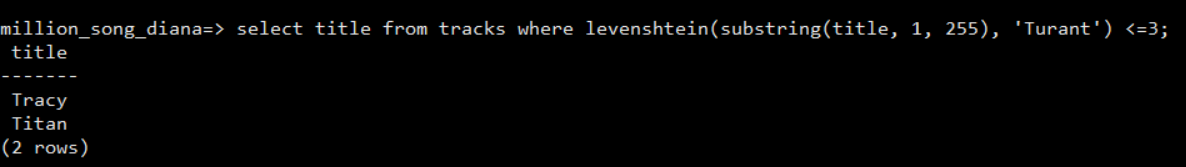 million_song_diana=> select title from tracks where levenshtein(substring(title, 1, 255), 'Turant') <=3;
title
-------
Tracy
Titan
(2 rows)